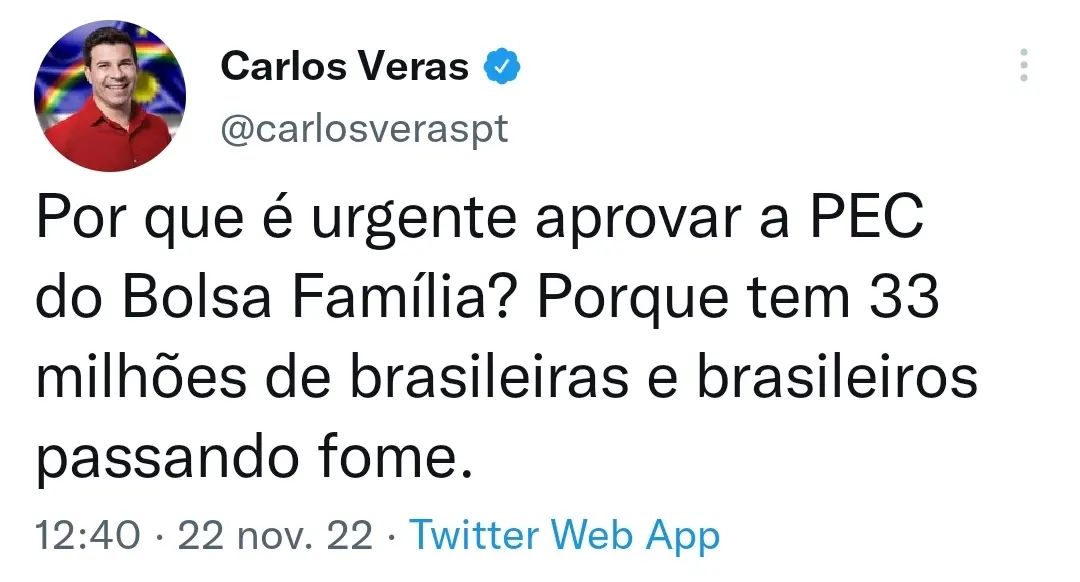 Carlos Veras
@carlosveraspt
Por que é urgente aprovar a PEC
do Bolsa Família? Porque tem 33
milhões de brasileiras e brasileiros
passando fome.
12:40 · 22 nov. 22 · Twitter Web App